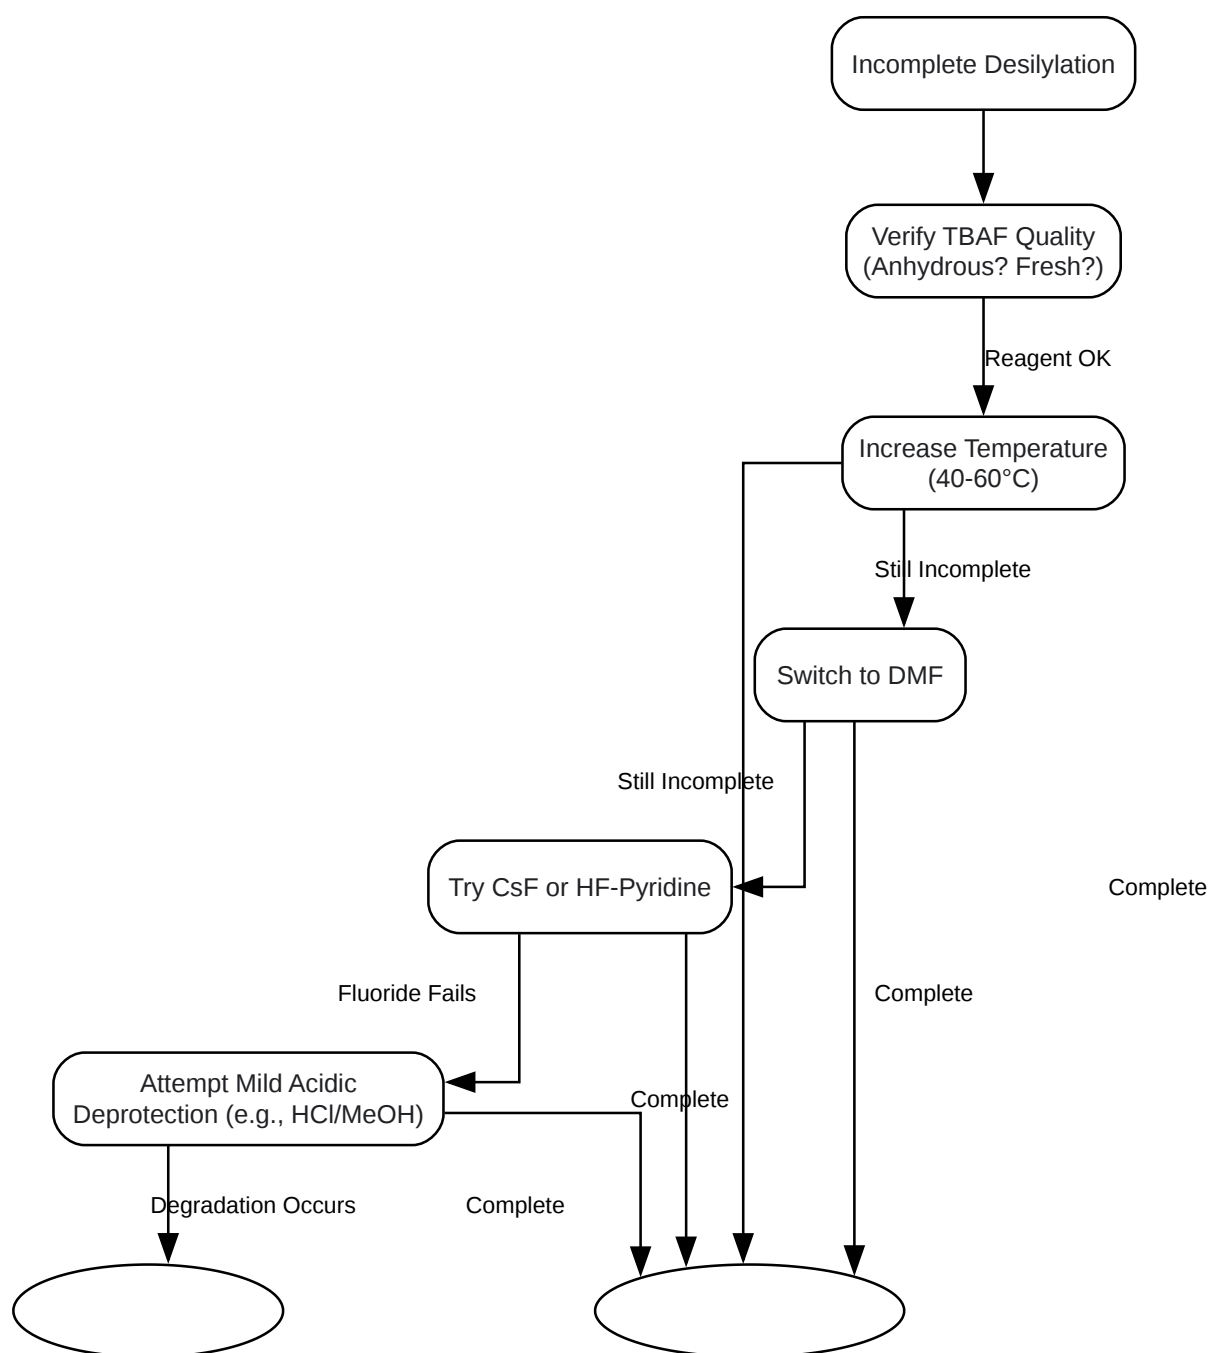 Incomplete Desilylation
Verify TBAF Quality
(Anhydrous? Fresh?)
Reagent OK
Increase Temperature
(40-60°C)
Still Incomplete
Switch to DMF
Still Incomplete
Try CsF or HF-Pyridine
Complete
Fluoride Fails
Complete
Attempt Mild Acidic
Deprotection (e.g., HCl/MeOH)
Complete
Degradation Occurs
Complete